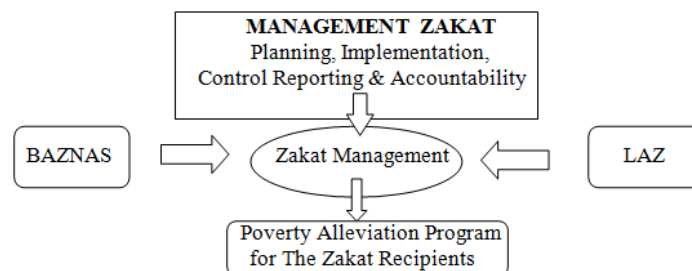 MANAGEMENT ZAKAT
Planning, Implementation,
Control Reporting & Accountability
BAZNAS
Zakat Management
LAZ
Poverty Alleviation Program
for The Zakat Recipients